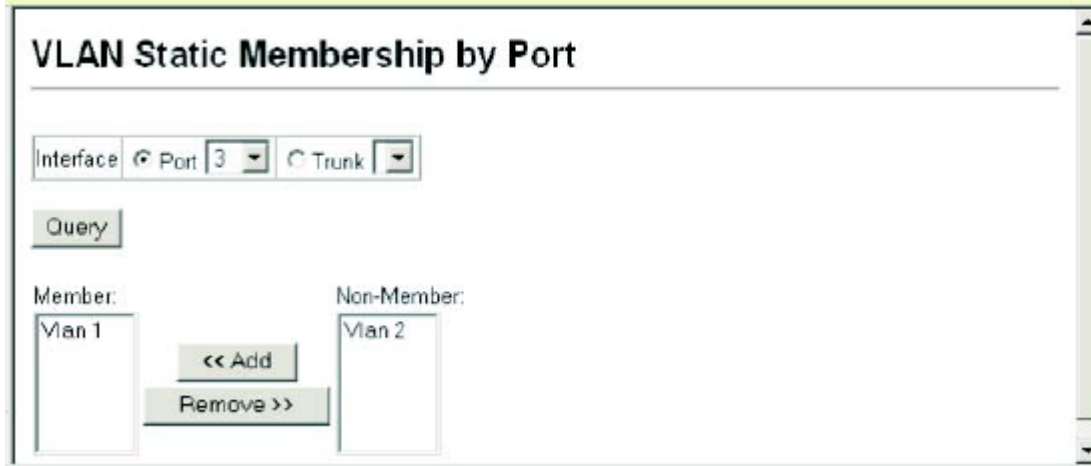 VLAN Static Membership by Port
Interface Port 3 Trunk
Query
Member: Non-Member:
Vlan 1 Vlan 2
<< Add
Remove >>